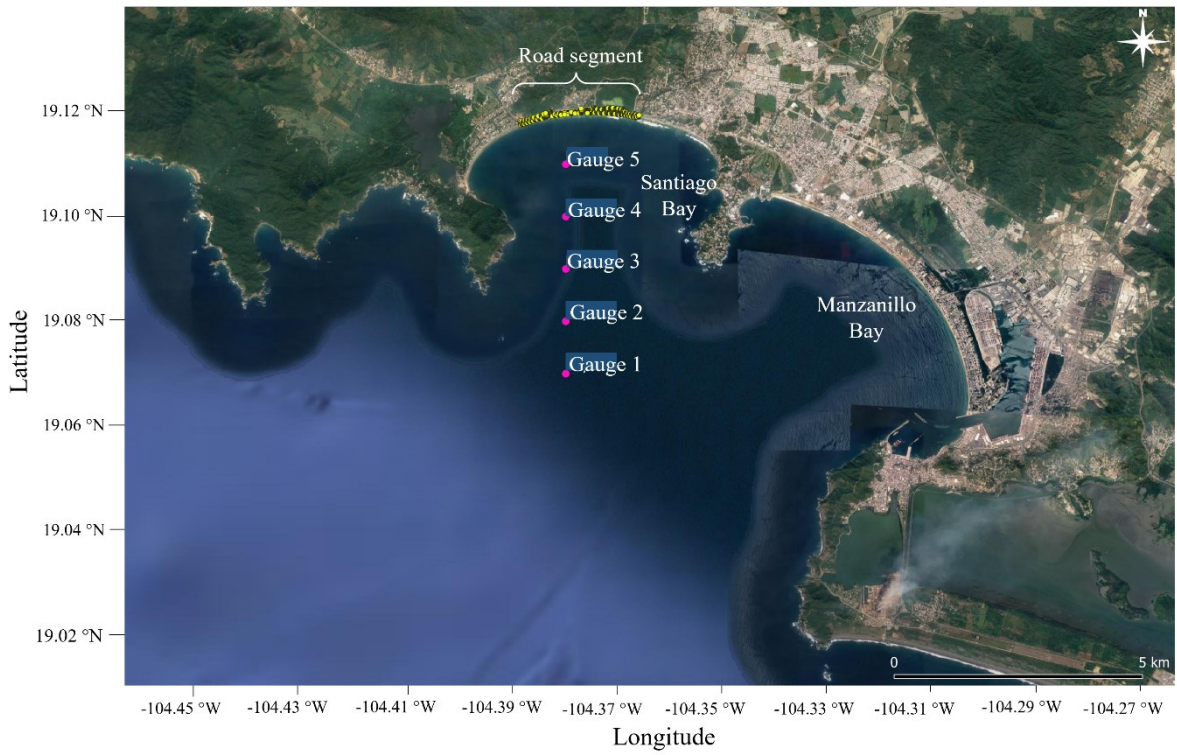 N
Road segment
19.12 °N
Gauge 5
Santiago
Bay
19.10 °N
Gauge 4
Gauge 3
19.08 °N
Gauge 2
Manzanillo
Bay
Gauge 1
19.06 °N
19.04 °N
19.02 °N
Latitude
0
5 km
-104.45 °W
-104.43 °W
-104.41 °W
-104.39 °W
-104.37 °W
-104.35 °W
-104.33 °W
-104.31 °W
-104.29 °W
-104.27 °W
Longitude